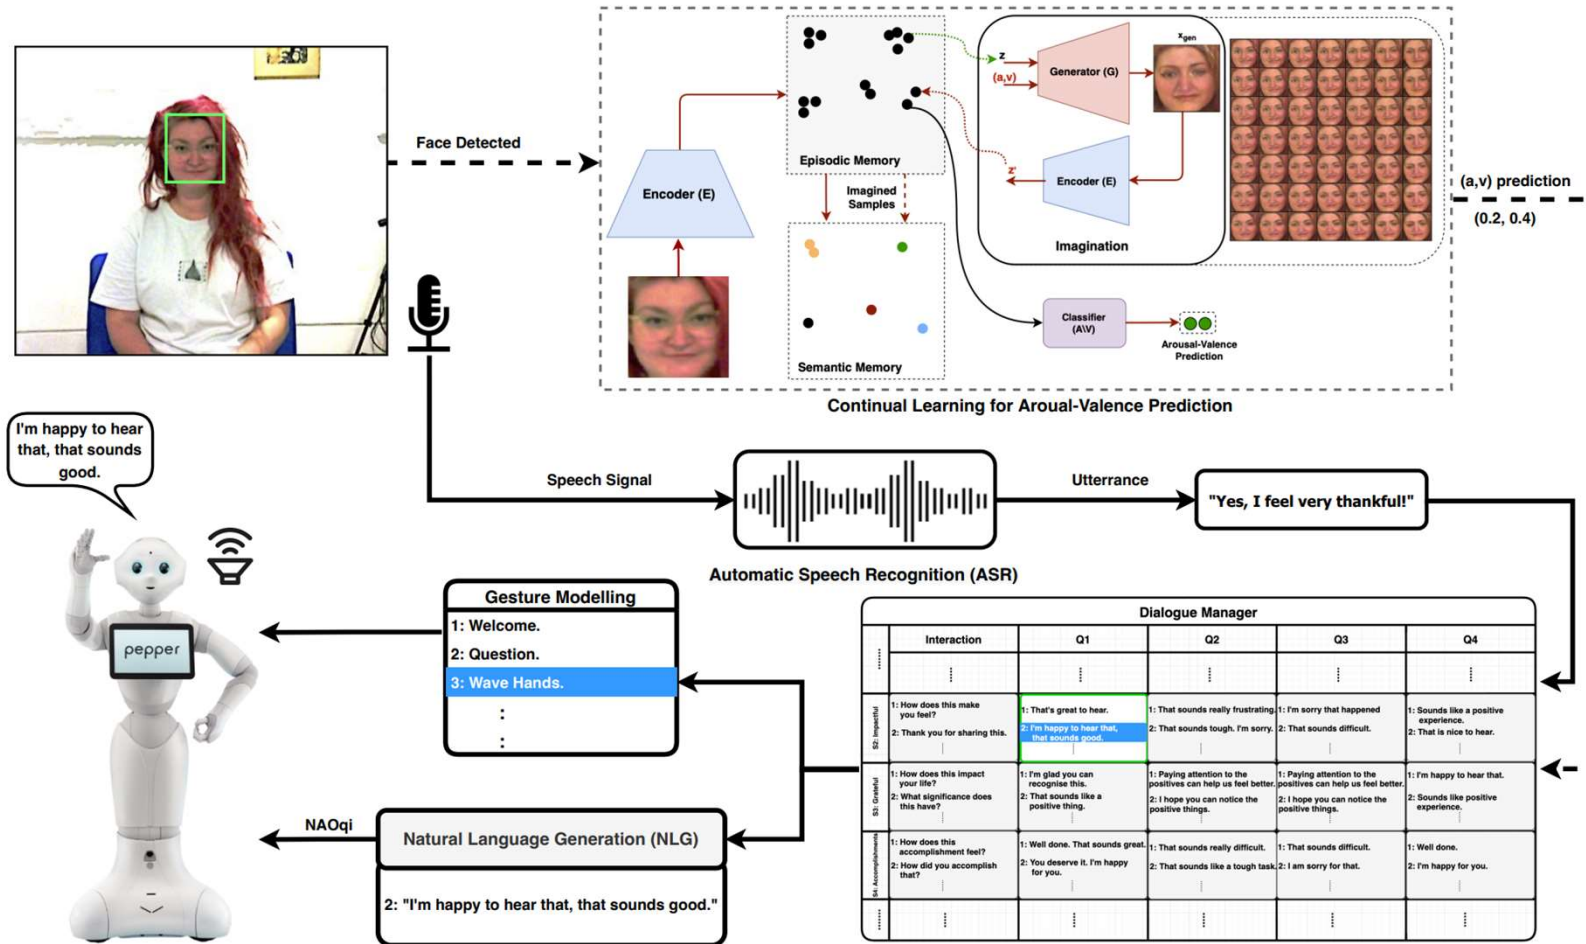 Face Detected
Encoder (E)
Episodic Memory
Imagined
Samples
Semantic Memory
z
(a,v)
Generator (G)
x_gen
z'
Encoder (E)
Imagination
Classifier
(A\V)
Arousal-Valence
Prediction
(a,v) prediction
(0.2, 0.4)
Continual Learning for Aroual-Valence Prediction
I'm happy to hear
that, that sounds
good.
Speech Signal
Utterrance
"Yes, I feel very thankful!"
Automatic Speech Recognition (ASR)
pepper
Gesture Modelling
1: Welcome.
2: Question.
3: Wave Hands.
NAOqi
Natural Language Generation (NLG)
2: "I'm happy to hear that, that sounds good."
Dialogue Manager
Interaction
Q1
Q2
Q3
Q4
S2: Impactful
1: How does this make
you feel?
2: Thank you for sharing this.
1: That's great to hear.
2: I'm happy to hear that,
that sounds good.
1: That sounds really frustrating.
2: That sounds tough. I'm sorry.
1: I'm sorry that happened
2: That sounds difficult.
1: Sounds like a positive
experience.
2: That is nice to hear.
S3: Grateful
1: How does this impact
your life?
2: What significance does
this have?
1: I'm glad you can
recognise this.
2: That sounds like a
positive thing.
1: Paying attention to the
positives can help us feel better.
2: I hope you can notice the
positive things.
1: Paying attention to the
positives can help us feel better.
2: I hope you can notice the
positive things.
1: I'm happy to hear that.
2: Sounds like positive
experience.
S4: Accomplishments
1: How does this
accomplishment feel?
2: How did you accomplish
that?
1: Well done. That sounds great.
2: You deserve it. I'm happy
for you.
1: That sounds really difficult.
2: That sounds like a tough task.
1: That sounds difficult.
2: I am sorry for that.
1: Well done.
2: I'm happy for you.